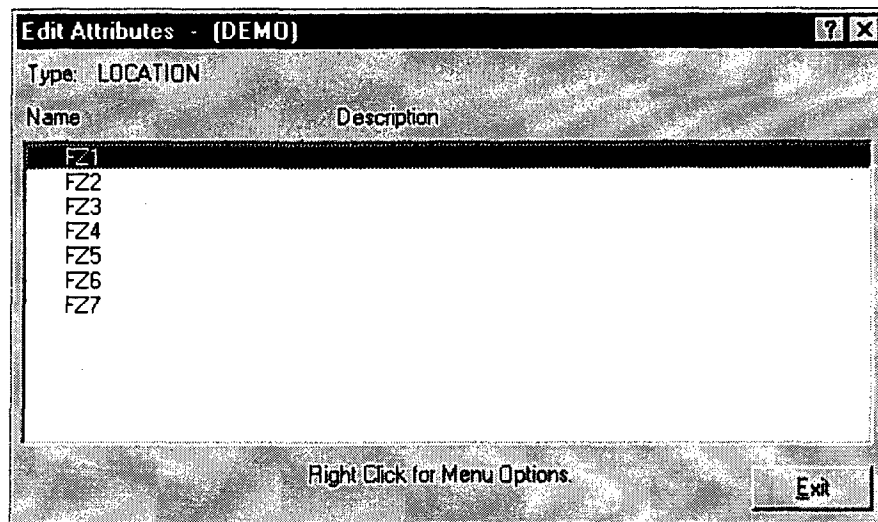 Edit Attributes - (DEMO)
Type: LOCATION
Name Description
FZ1
FZ2
FZ3
FZ4
FZ5
FZ6
FZ7
Right Click for Menu Options.
Exit